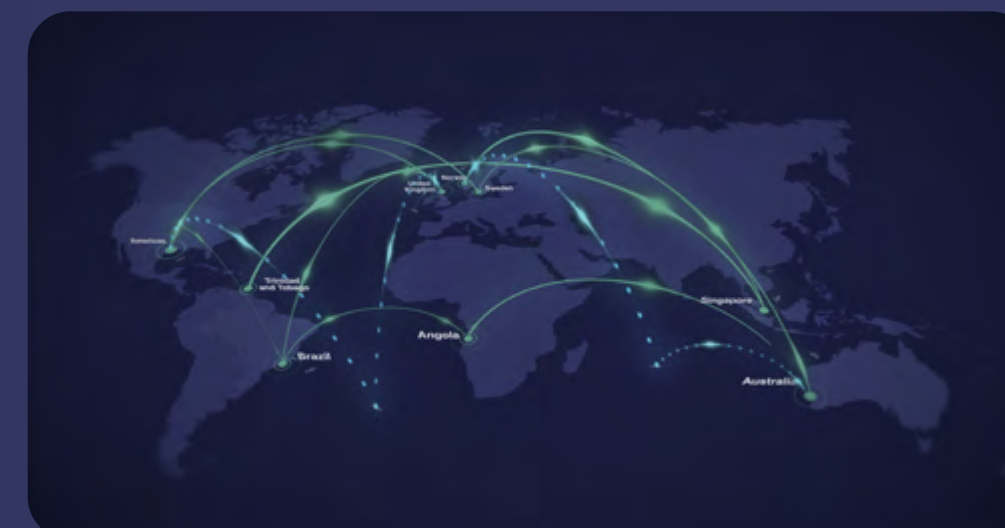 Americas
United
Kingdom
Norway
Sweden
Trinidad
and Tobago
Brazil
Angola
Singapore
Australia